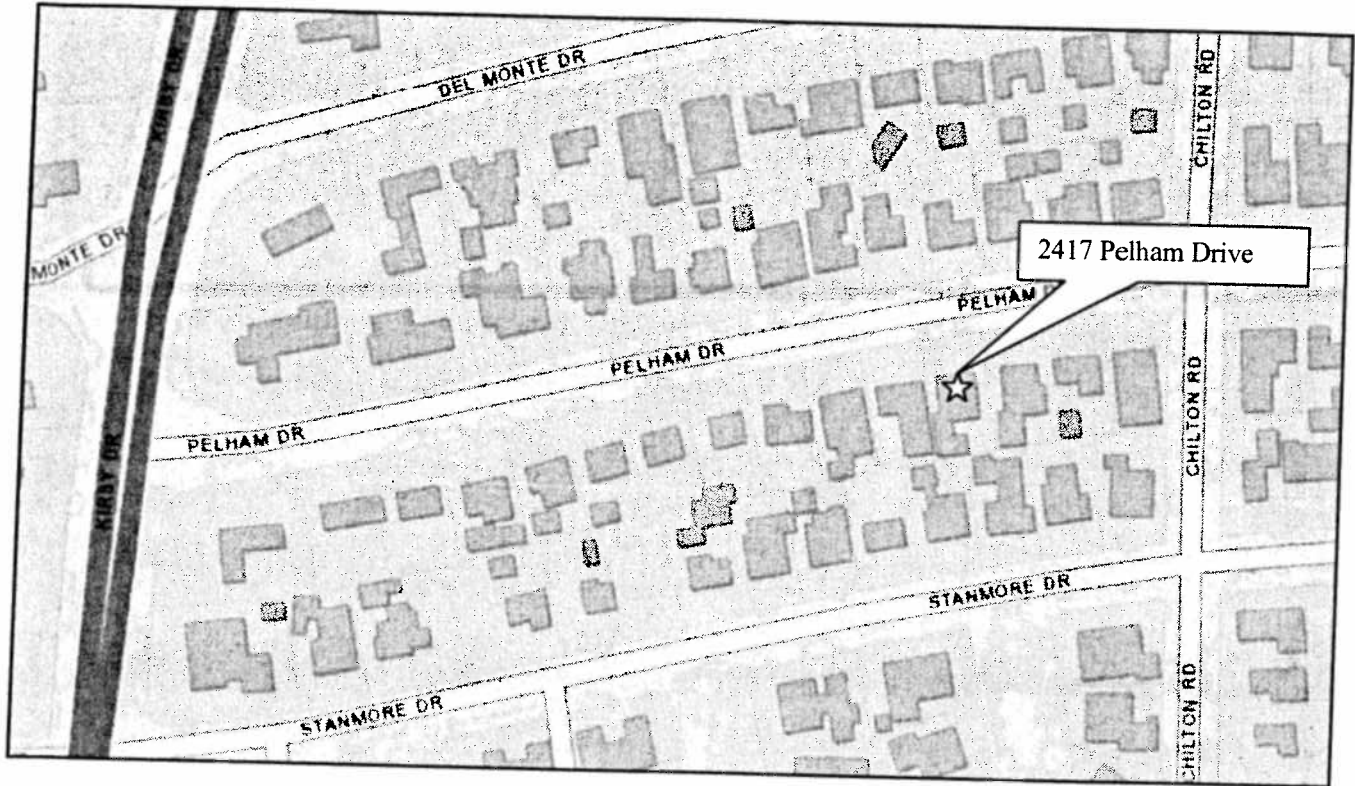 KIRBY DR
DEL MONTE DR
CHILTON RD
MONTE DR
2417 Pelham Drive
PELHAM
PELHAM DR
PELHAM DR
KIRBY DR
CHILTON RD
STANMORE DR
STANMORE DR
CHILTON RD